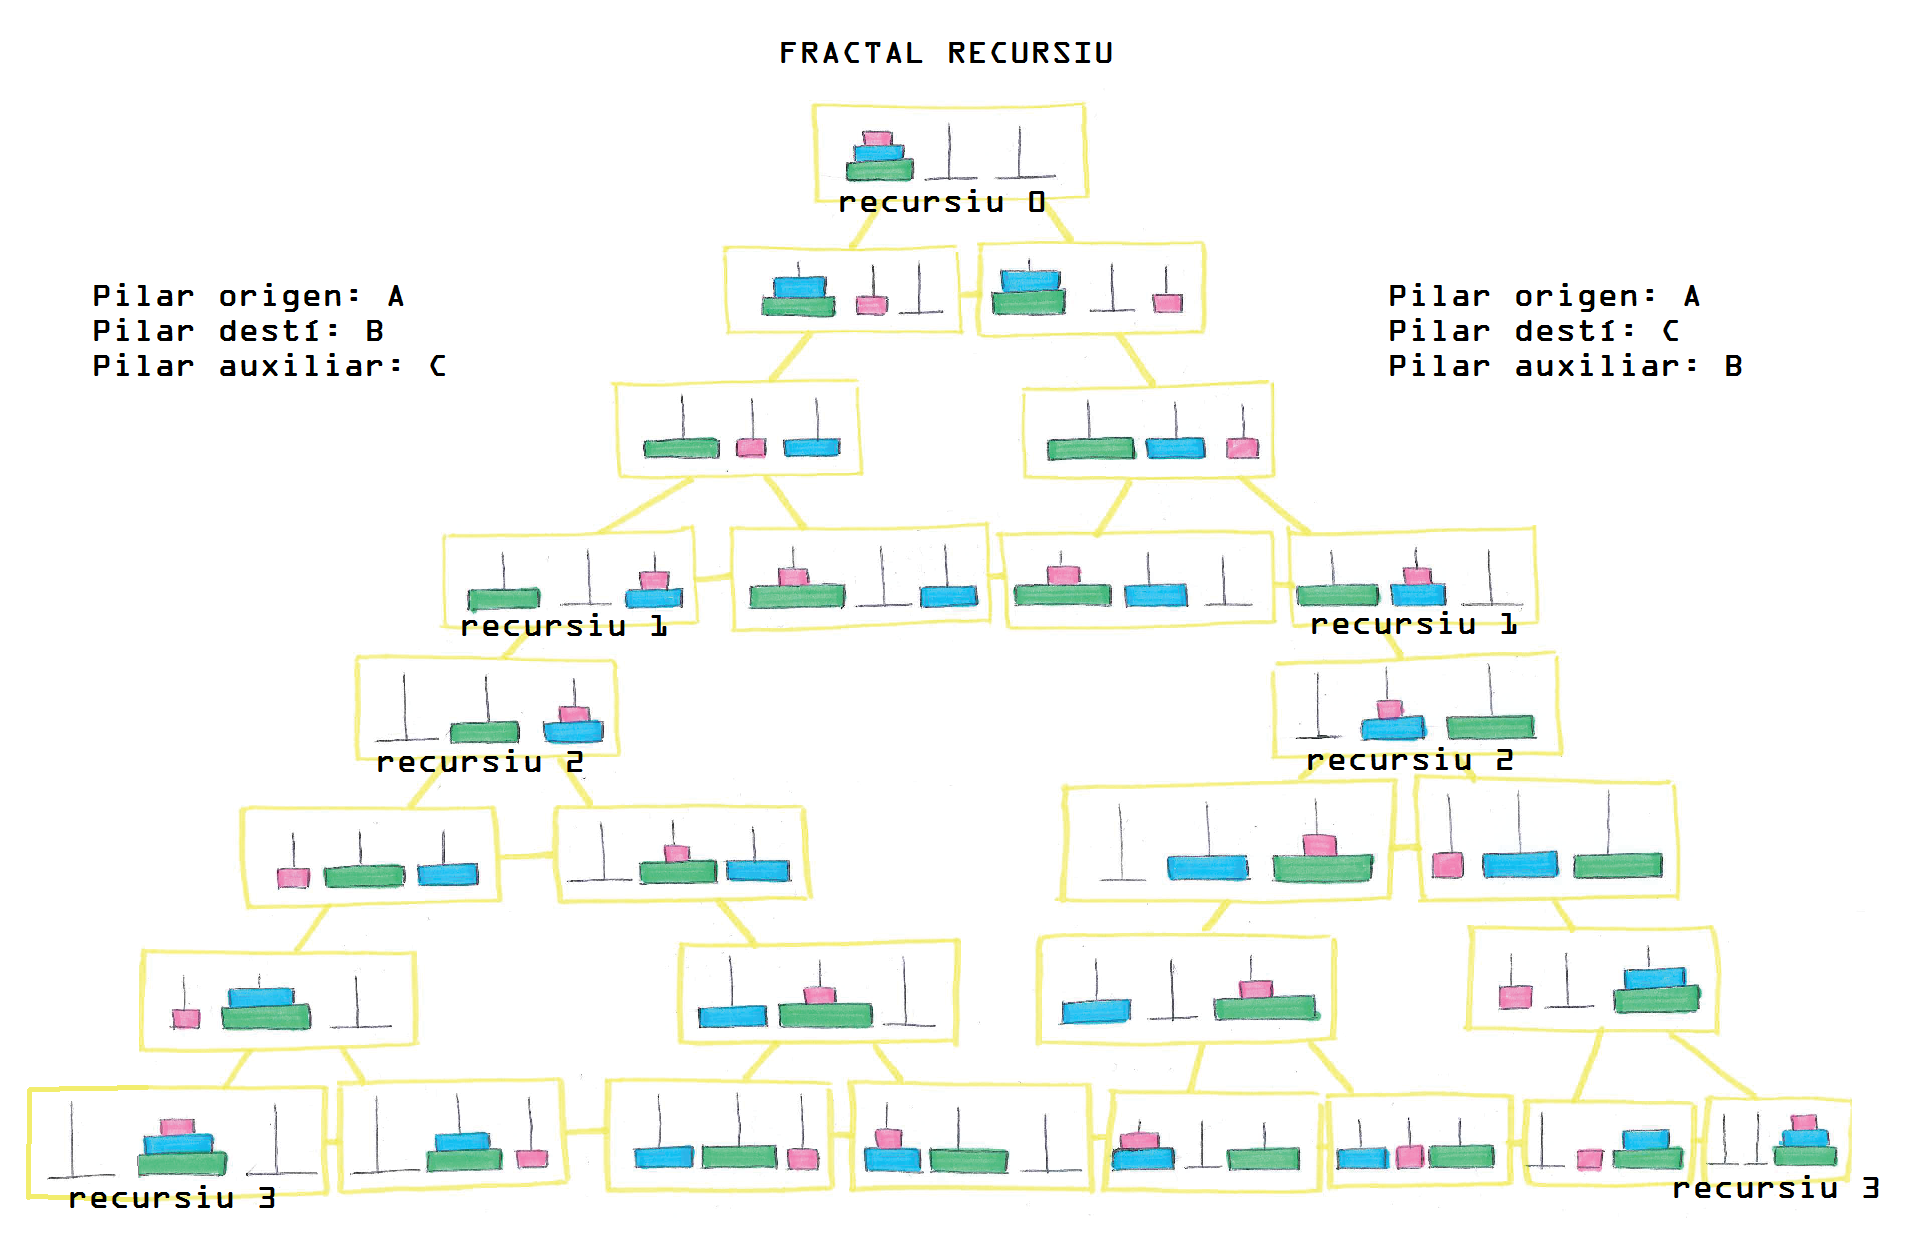 FRACTAL RECURSIU
recursiu 0
Pilar origen: A
Pilar destí: B
Pilar auxiliar: C
Pilar origen: A
Pilar destí: C
Pilar auxiliar: B
recursiu 1
recursiu 1
recursiu 2
recursiu 2
recursiu 3
recursiu 3